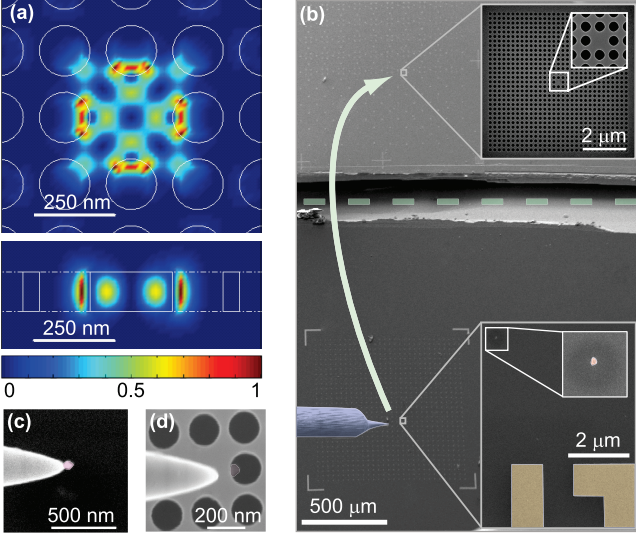 (a)
250 nm
250 nm
0 0.5 1
(b)
2 μm
2 μm
500 μm
(c)
500 nm
(d)
200 nm